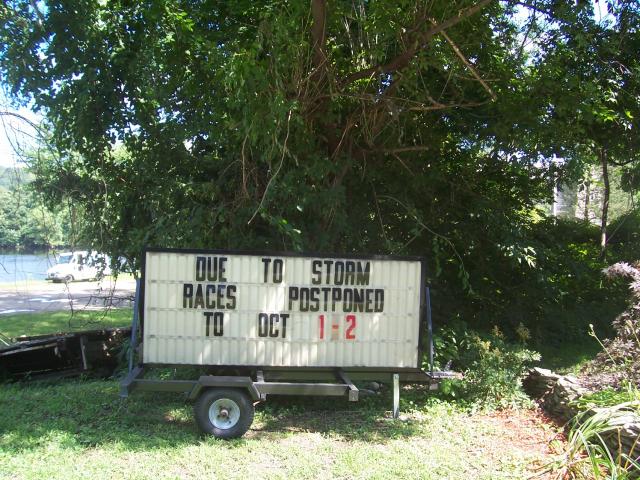 DUE TO STORM
RACES POSTPONED
TO OCT 1-2